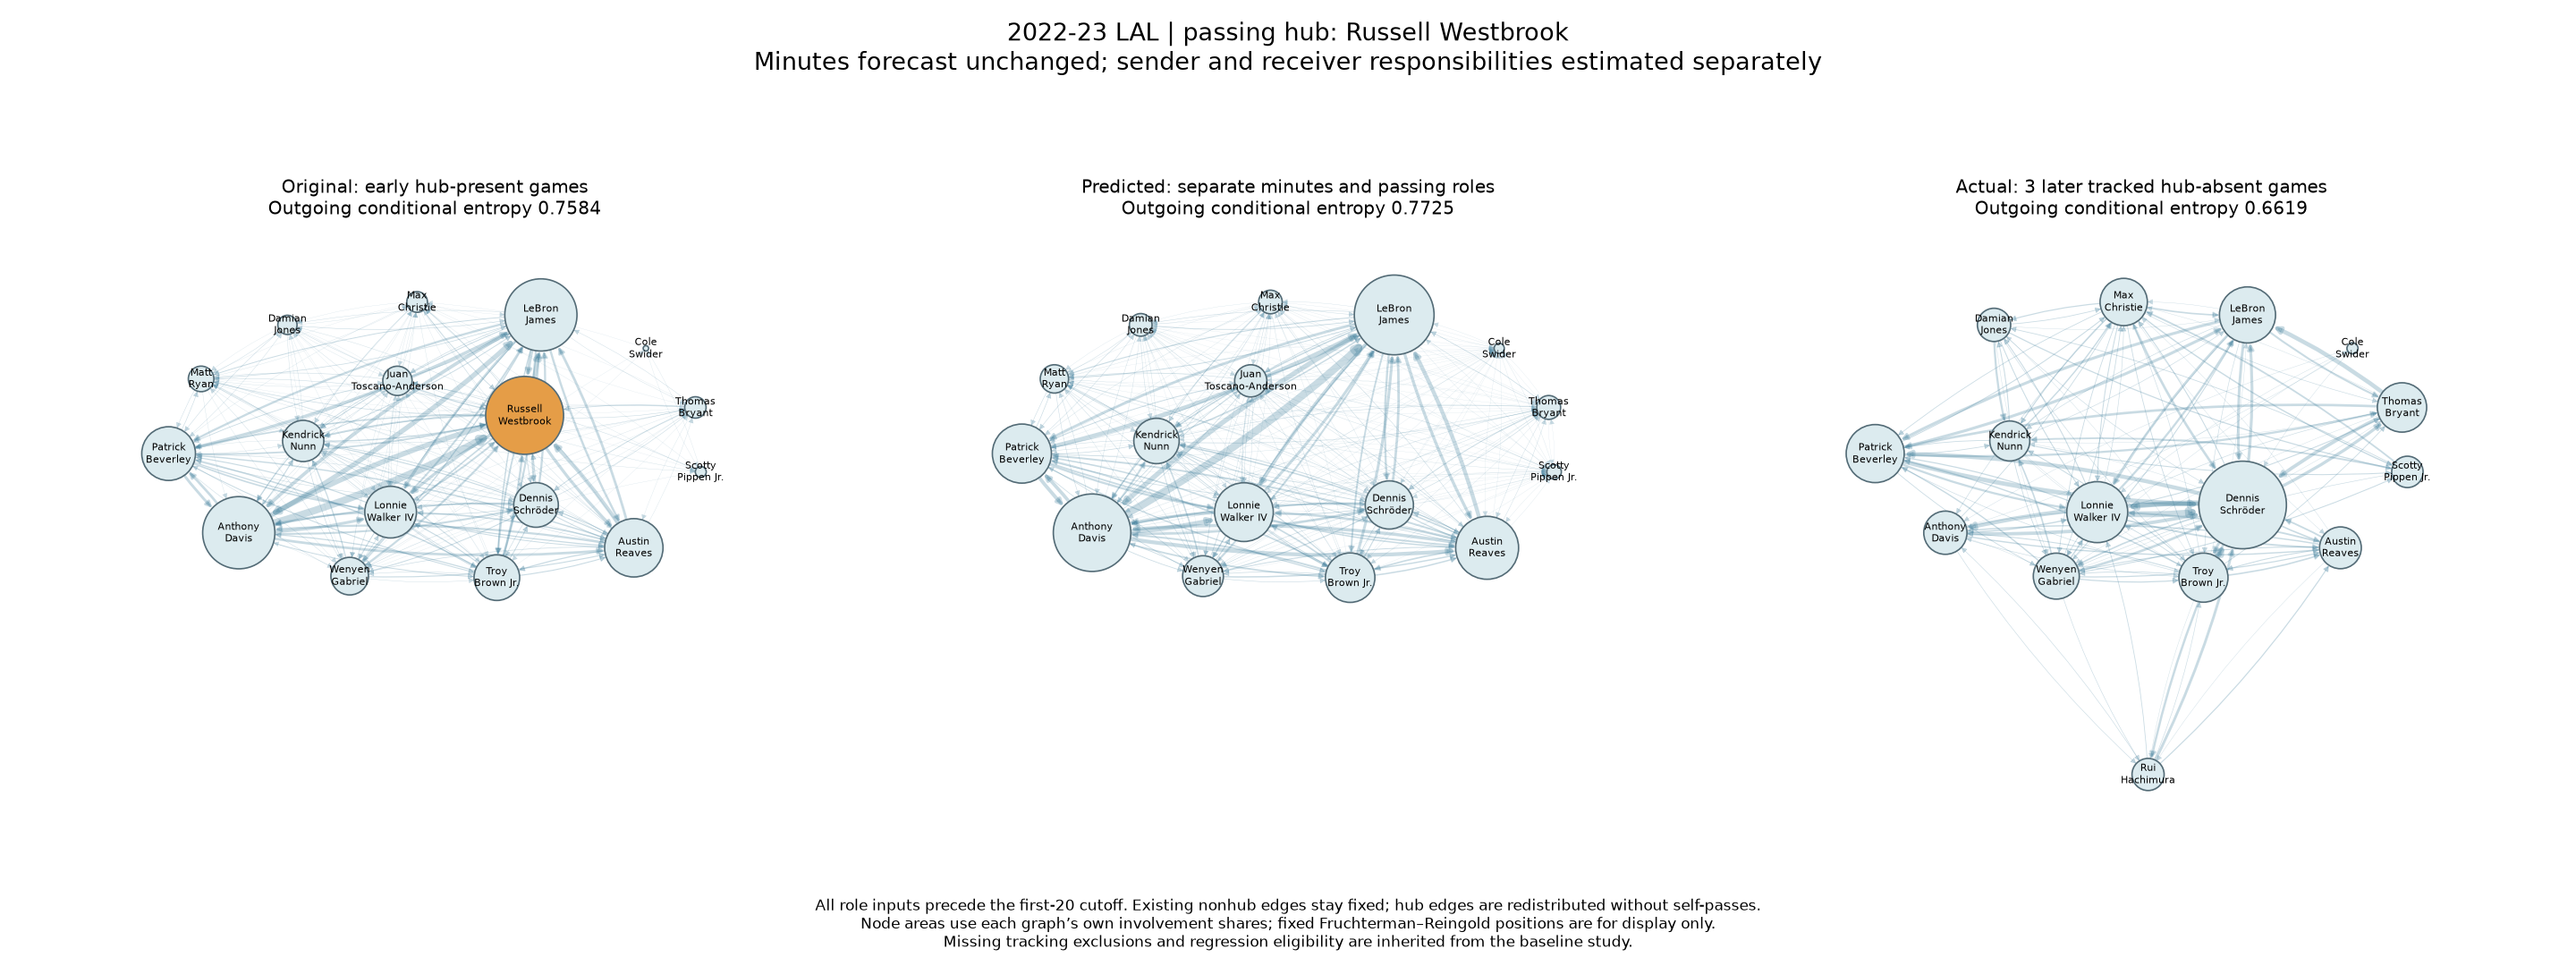 2022-23 LAL | passing hub: Russell Westbrook
Minutes forecast unchanged; sender and receiver responsibilities estimated separately
Original: early hub-present games
Outgoing conditional entropy 0.7584
Max
Christie
LeBron
James
Damian
Jones
Cole
Swider
Matt
Ryan
Juan
Toscano-Anderson
Russell
Westbrook
Thomas
Bryant
Kendrick
Nunn
Patrick
Beverley
Scotty
Pippen Jr.
Lonnie
Walker IV
Dennis
Schröder
Anthony
Davis
Austin
Reaves
Wenyen
Gabriel
Troy
Brown Jr.
Predicted: separate minutes and passing roles
Outgoing conditional entropy 0.7725
Max
Christie
LeBron
James
Damian
Jones
Cole
Swider
Matt
Ryan
Juan
Toscano-Anderson
Thomas
Bryant
Kendrick
Nunn
Patrick
Beverley
Scotty
Pippen Jr.
Lonnie
Walker IV
Dennis
Schröder
Anthony
Davis
Austin
Reaves
Wenyen
Gabriel
Troy
Brown Jr.
Actual: 3 later tracked hub-absent games
Outgoing conditional entropy 0.6619
Max
Christie
LeBron
James
Damian
Jones
Cole
Swider
Thomas
Bryant
Kendrick
Nunn
Patrick
Beverley
Scotty
Pippen Jr.
Lonnie
Walker IV
Dennis
Schröder
Anthony
Davis
Austin
Reaves
Wenyen
Gabriel
Troy
Brown Jr.
Rui
Hachimura
All role inputs precede the first-20 cutoff. Existing nonhub edges stay fixed; hub edges are redistributed without self-passes.
Node areas use each graph’s own involvement shares; fixed Fruchterman–Reingold positions are for display only.
Missing tracking exclusions and regression eligibility are inherited from the baseline study.